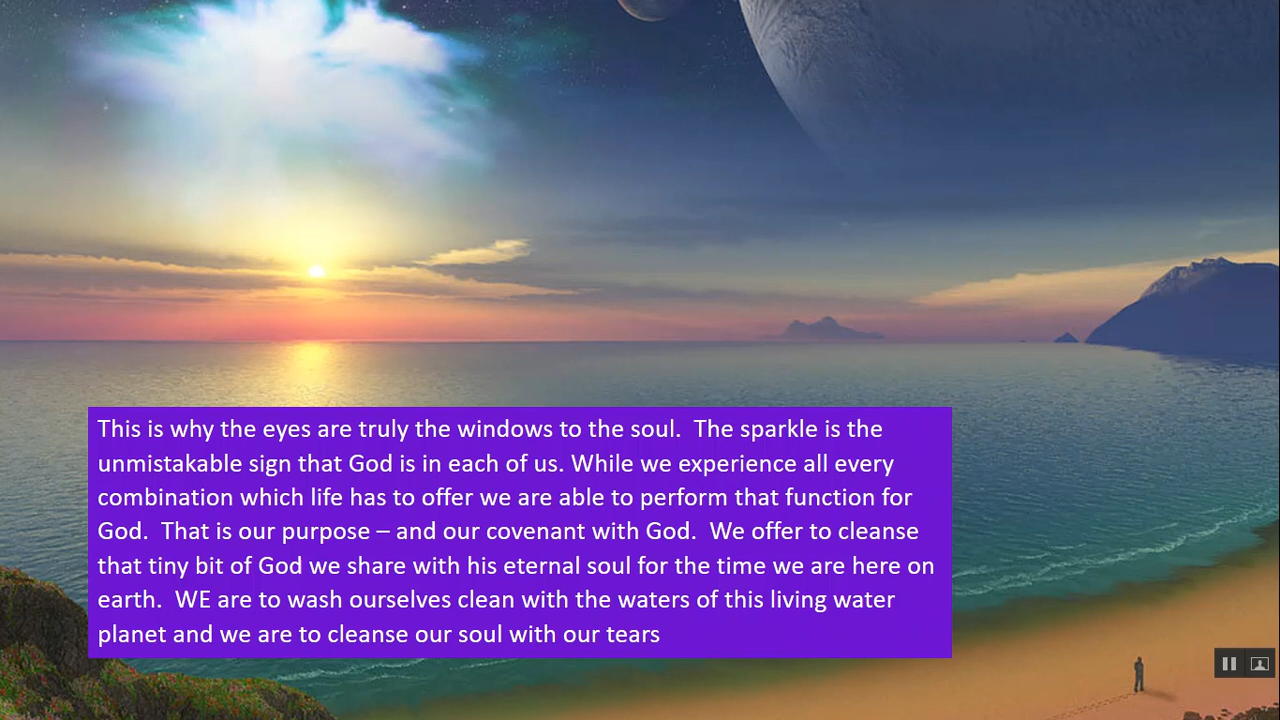 This is why the eyes are truly the windows to the soul.  The sparkle is the
unmistakable sign that God is in each of us. While we experience all every
combination which life has to offer we are able to perform that function for
God.  That is our purpose – and our covenant with God.  We offer to cleanse
that tiny bit of God we share with his eternal soul for the time we are here on
earth.  WE are to wash ourselves clean with the waters of this living water
planet and we are to cleanse our soul with our tears